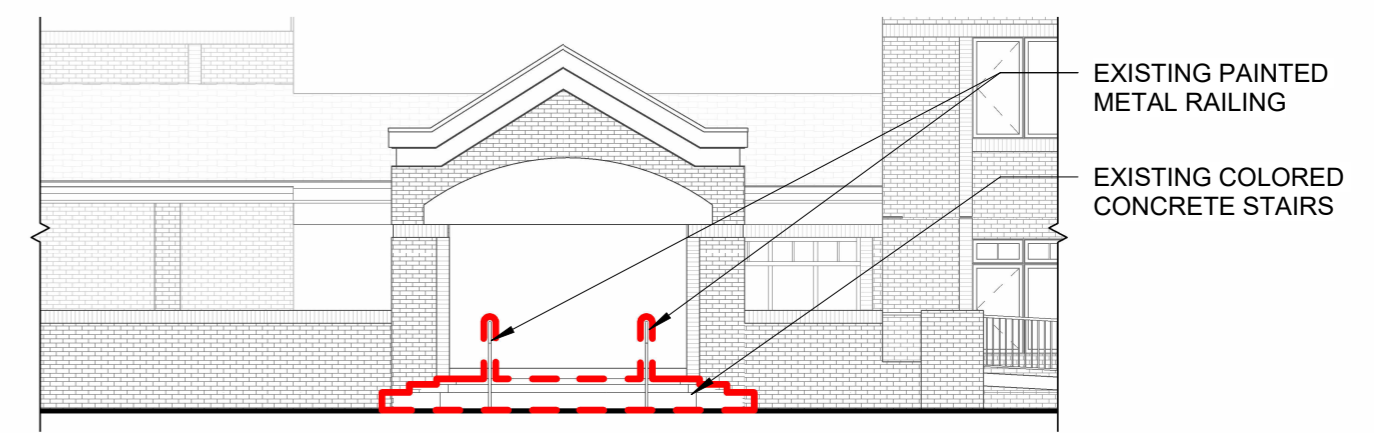 EXISTING PAINTED
METAL RAILING
EXISTING COLORED
CONCRETE STAIRS